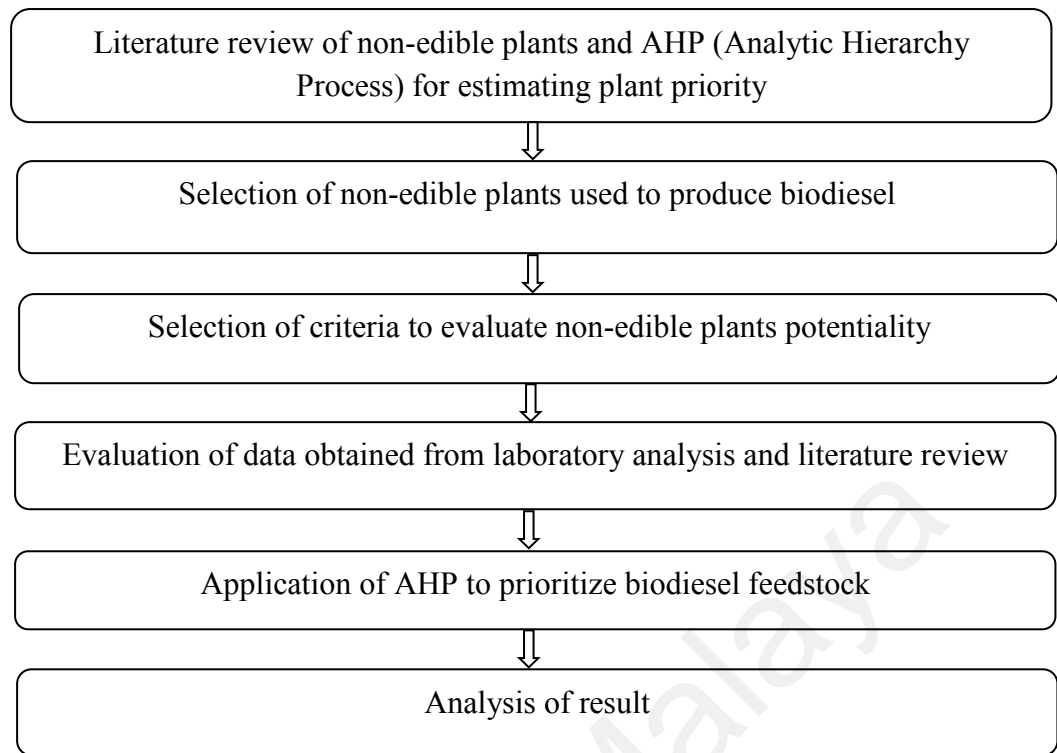 Literature review of non-edible plants and AHP (Analytic Hierarchy
Process) for estimating plant priority
Selection of non-edible plants used to produce biodiesel
Selection of criteria to evaluate non-edible plants potentiality
Evaluation of data obtained from laboratory analysis and literature review
Application of AHP to prioritize biodiesel feedstock
Analysis of result
Malaya